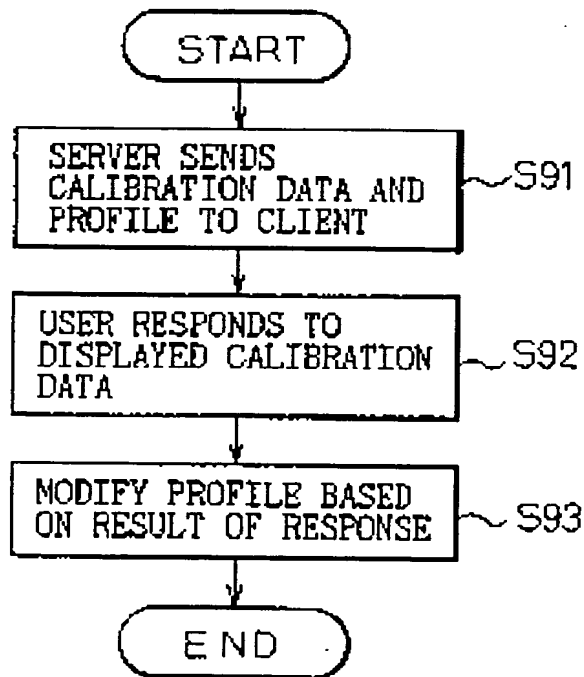 START
SERVER SENDS
CALIBRATION DATA AND
PROFILE TO CLIENT
S91
USER RESPONDS TO
DISPLAYED CALIBRATION
DATA
S92
MODIFY PROFILE BASED
ON RESULT OF RESPONSE
S93
END